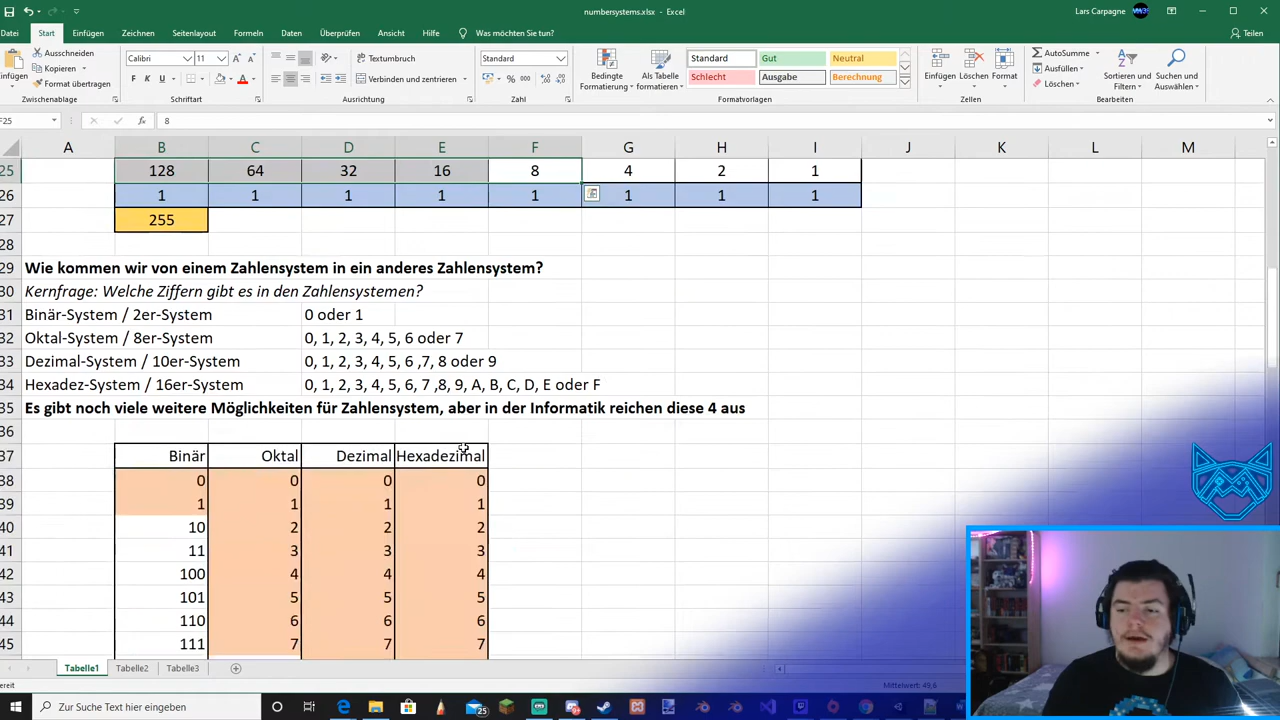 numbersystems.xlsx - Excel
Lars Carpagne
Datei Start Einfügen Zeichnen Seitenlayout Formeln Daten Überprüfen Ansicht Hilfe Was möchten Sie tun? Teilen
Ausschneiden
Kopieren
Format übertragen
Einfügen
Zwischenablage
Calibri 11
F K U
Schriftart
Textumbruch
Verbinden und zentrieren
Ausrichtung
Standard
% 000
Zahl
Bedingte Formatierung
Als Tabelle formatieren
Standard Gut Neutral
Schlecht Ausgabe Berechnung
Formatvorlagen
Einfügen Löschen Format
Zellen
AutoSumme
Ausfüllen
Löschen
Sortieren und Filtern
Suchen und Auswählen
Bearbeiten
F25 fx 8
A B C D E F G H I J K L M
25 128 64 32 16 8 4 2 1
26 1 1 1 1 1 1 1 1
27 255
28
29 Wie kommen wir von einem Zahlensystem in ein anderes Zahlensystem?
30 Kernfrage: Welche Ziffern gibt es in den Zahlensystemen?
31 Binär-System / 2er-System 0 oder 1
32 Oktal-System / 8er-System 0, 1, 2, 3, 4, 5, 6 oder 7
33 Dezimal-System / 10er-System 0, 1, 2, 3, 4, 5, 6 ,7, 8 oder 9
34 Hexadez-System / 16er-System 0, 1, 2, 3, 4, 5, 6, 7 ,8, 9, A, B, C, D, E oder F
35 Es gibt noch viele weitere Möglichkeiten für Zahlensystem, aber in der Informatik reichen diese 4 aus
36
37 Binär Oktal Dezimal Hexadezimal
38 0 0 0 0
39 1 1 1 1
40 10 2 2 2
41 11 3 3 3
42 100 4 4 4
43 101 5 5 5
44 110 6 6 6
45 111 7 7 7
Tabelle1 Tabelle2 Tabelle3
Bereit
Mittelwert: 49,6
Zur Suche Text hier eingeben
25